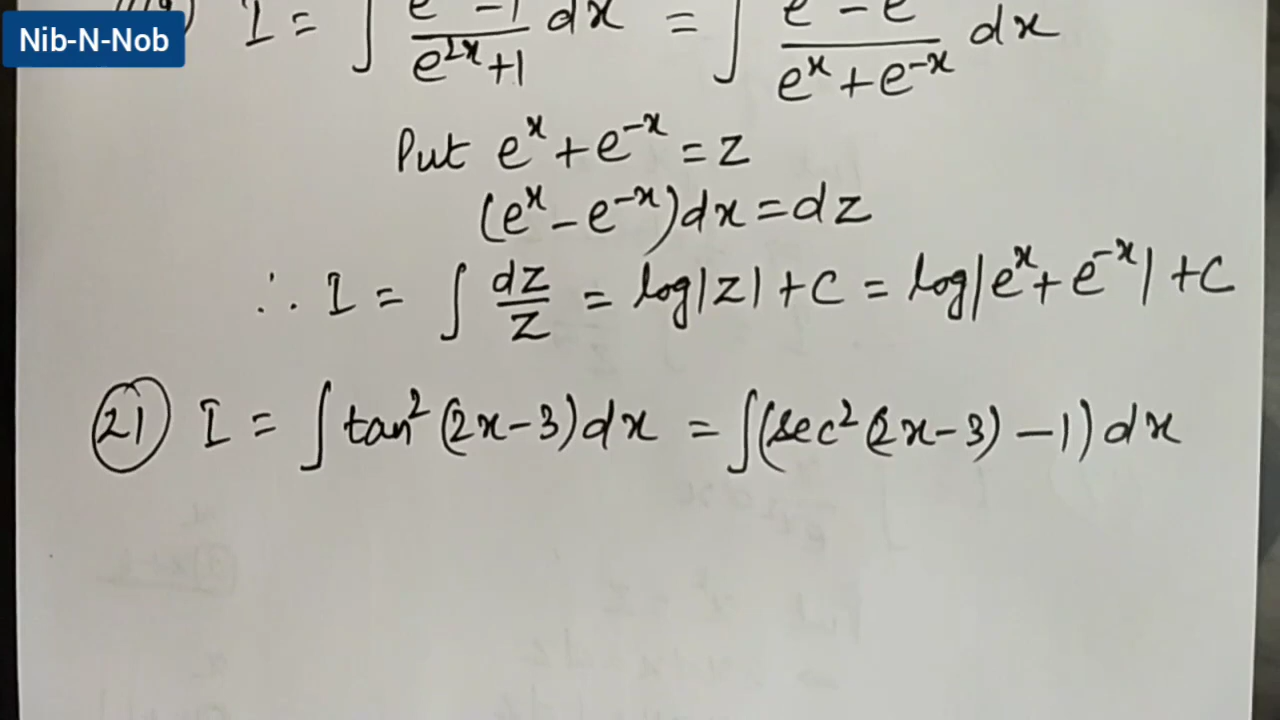 Nib-N-Nob
I = ∫ e -1 / e^{2x}+1 dx = ∫ e - e / e^x + e^{-x} dx
Put e^x + e^{-x} = z
(e^x - e^{-x})dx = dz
∴ I = ∫ dz/z = log|z| + C = log|e^x + e^{-x}| + C
(21) I = ∫ tan² (2x-3)dx = ∫(sec² (2x-3) - 1) dx